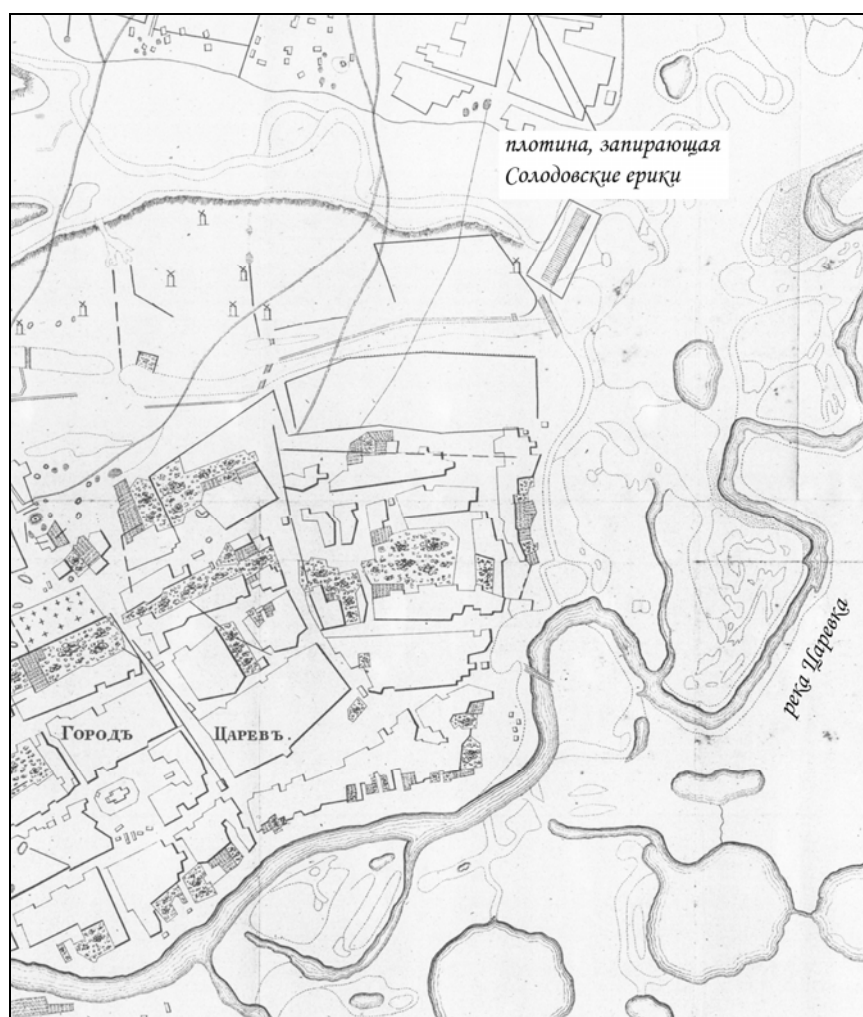 плотина, запирающая
Солодовские ерики
река Царевка
Городъ Царевъ.